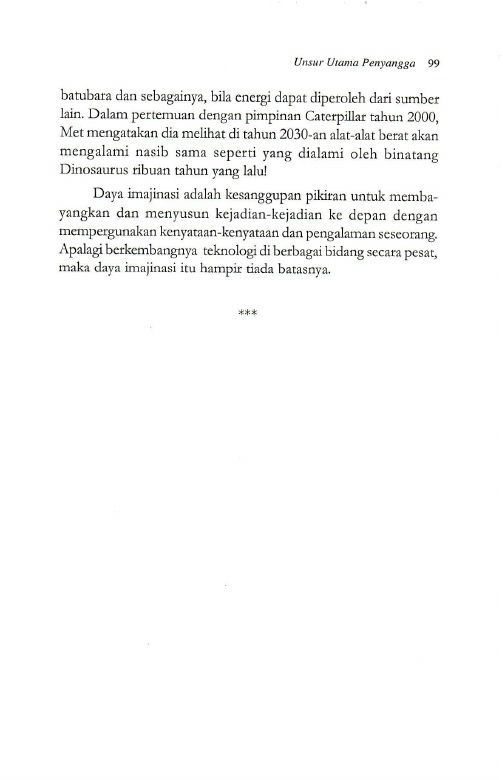 Unsur Utama Penyangga 99
batubara dan sebagainya, bila energi dapat diperoleh dari sumber
lain. Dalam pertemuan dengan pimpinan Caterpillar tahun 2000,
Met mengatakan dia melihat di tahun 2030-an alat-alat berat akan
mengalami nasib sama seperti yang dialami oleh binatang
Dinosaurus ribuan tahun yang lalu!
Daya imajinasi adalah kesanggupan pikiran untuk memba-
yangkan dan menyusun kejadian-kejadian ke depan dengan
mempergunakan kenyataan-kenyataan dan pengalaman seseorang.
Apalagi berkembangnya teknologi di berbagai bidang secara pesat,
maka daya imajinasi itu hampir tiada batasnya.
***